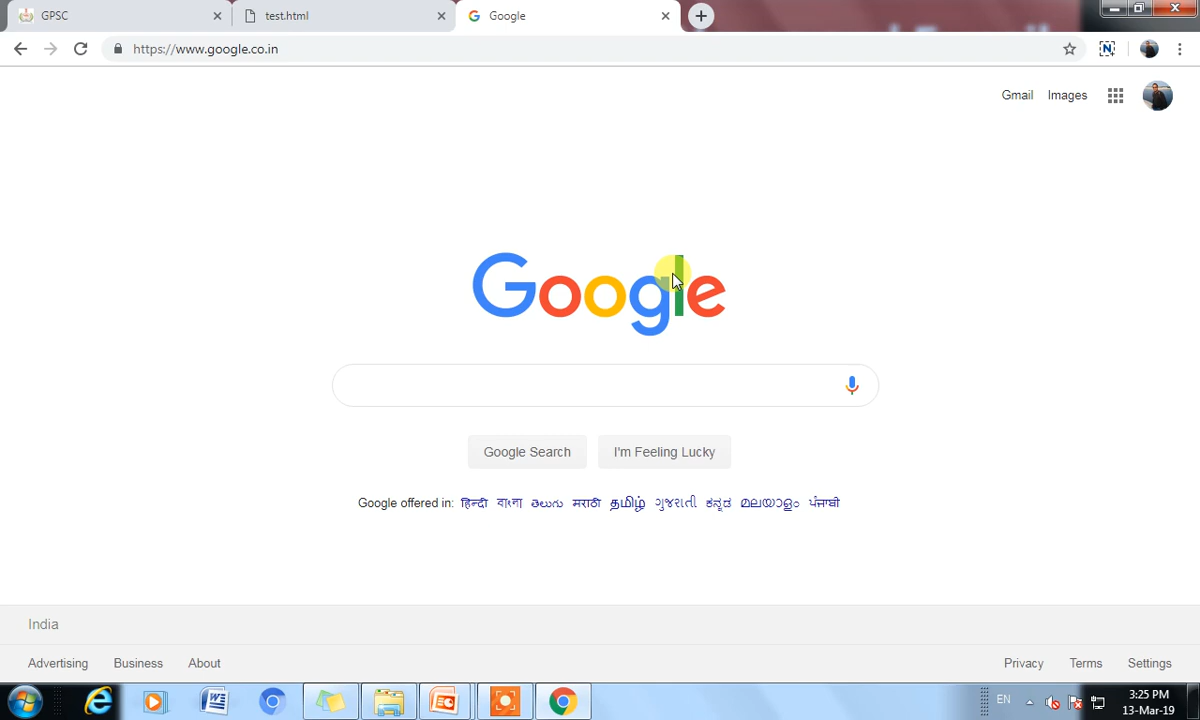 GPSC
test.html
Google
https://www.google.co.in
Gmail Images
Google
Google Search I'm Feeling Lucky
Google offered in: हिन्दी বাংলা తెలుగు मराठी தமிழ் ગુજરાતી ಕನ್ನಡ മലയാളം ਪੰਜਾਬੀ
India
Advertising Business About
Privacy Terms Settings
EN
3:25 PM
13-Mar-19